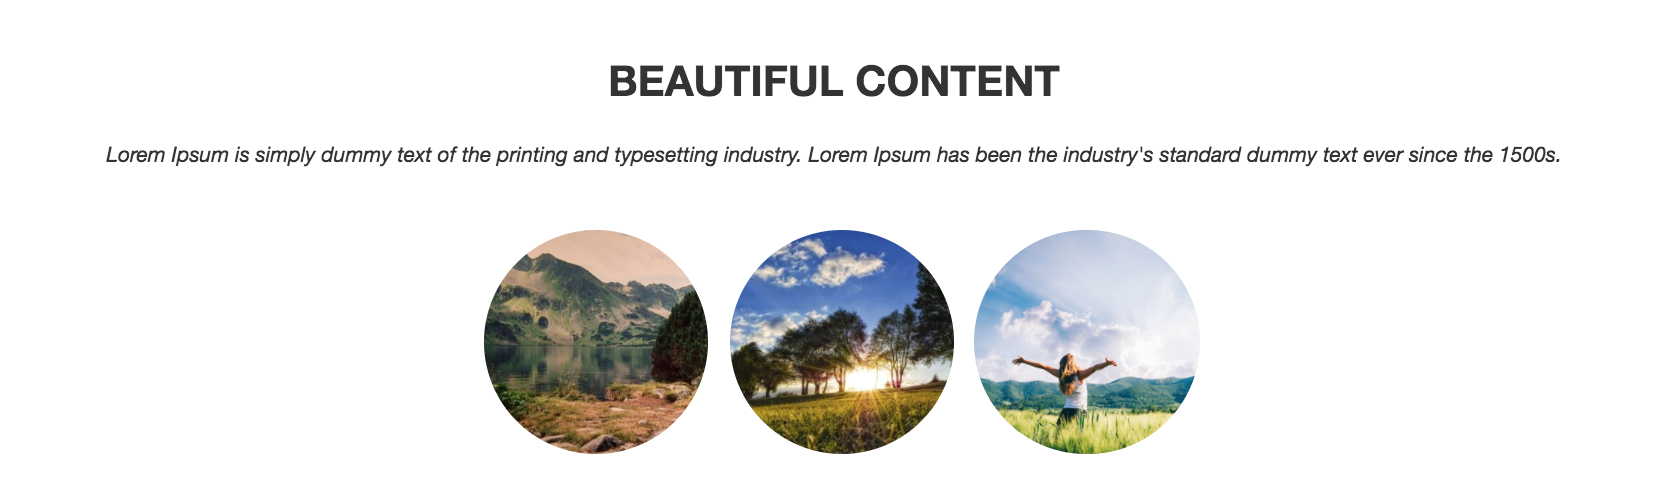 BEAUTIFUL CONTENT
Lorem Ipsum is simply dummy text of the printing and typesetting industry. Lorem Ipsum has been the industry's standard dummy text ever since the 1500s.